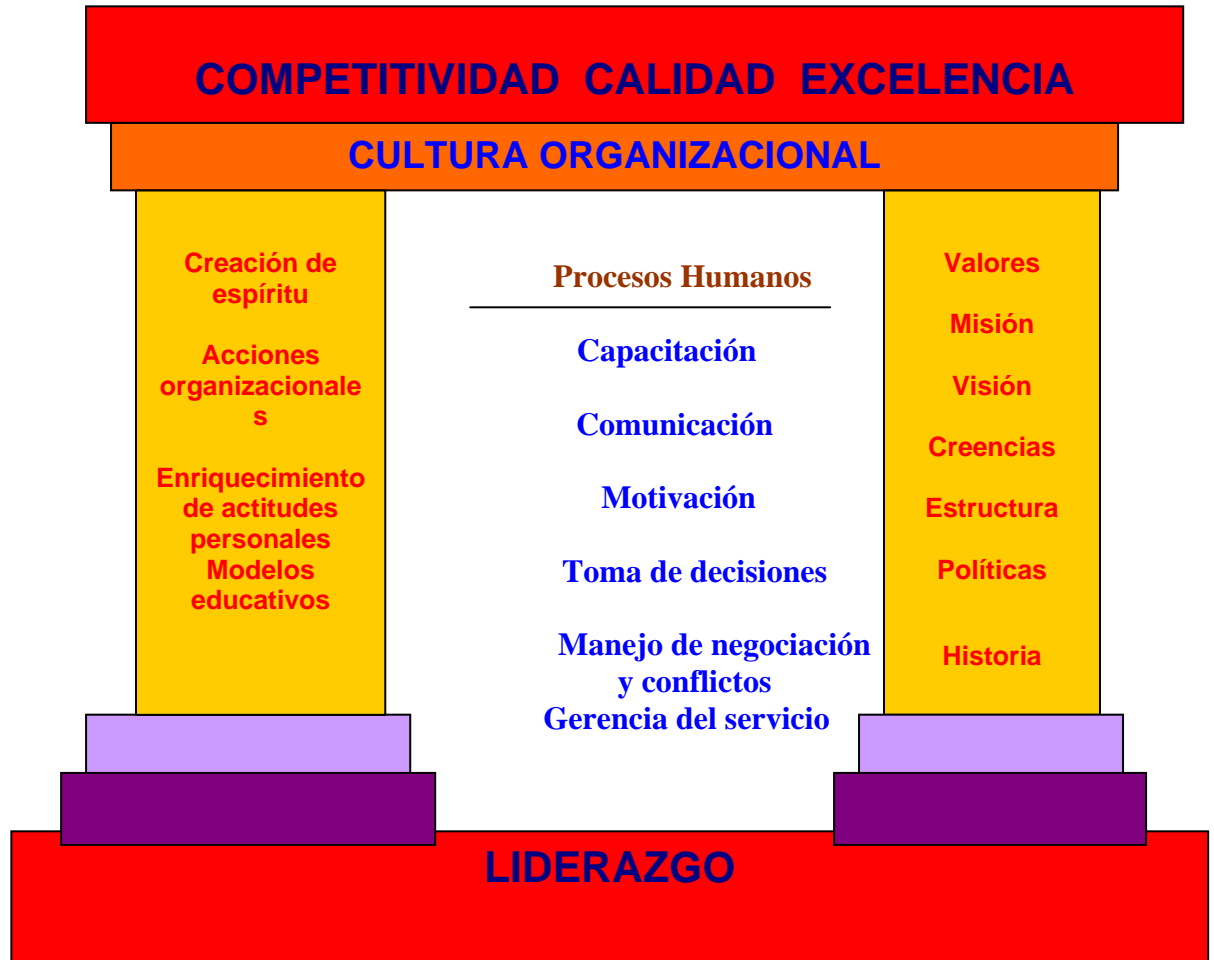 COMPETITIVIDAD CALIDAD EXCELENCIA
CULTURA ORGANIZACIONAL
Creación de
espíritu
Acciones
organizacionale
s
Enriquecimiento
de actitudes
personales
Modelos
educativos
Procesos Humanos
Capacitación
Comunicación
Motivación
Toma de decisiones
Manejo de negociación
y conflictos
Gerencia del servicio
Valores
Misión
Visión
Creencias
Estructura
Políticas
Historia
LIDERAZGO